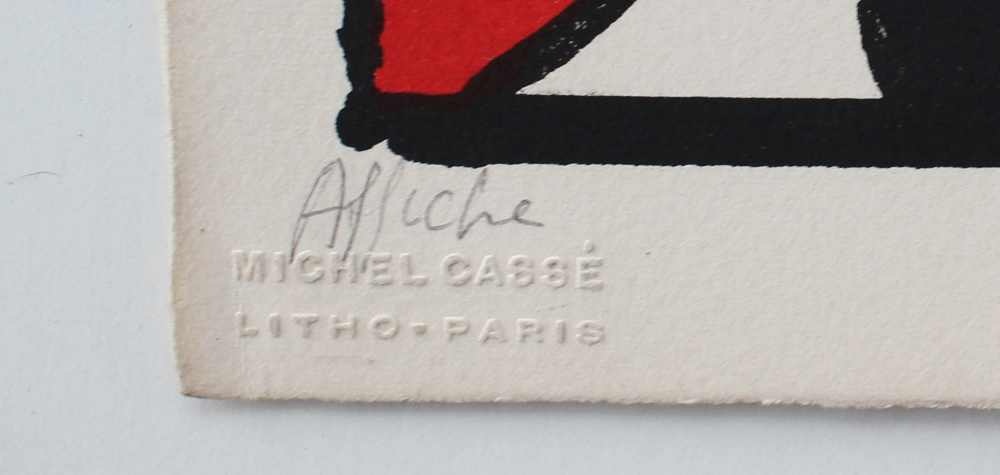 Affiche
MICHEL CASSÉ
LITHO-PARIS